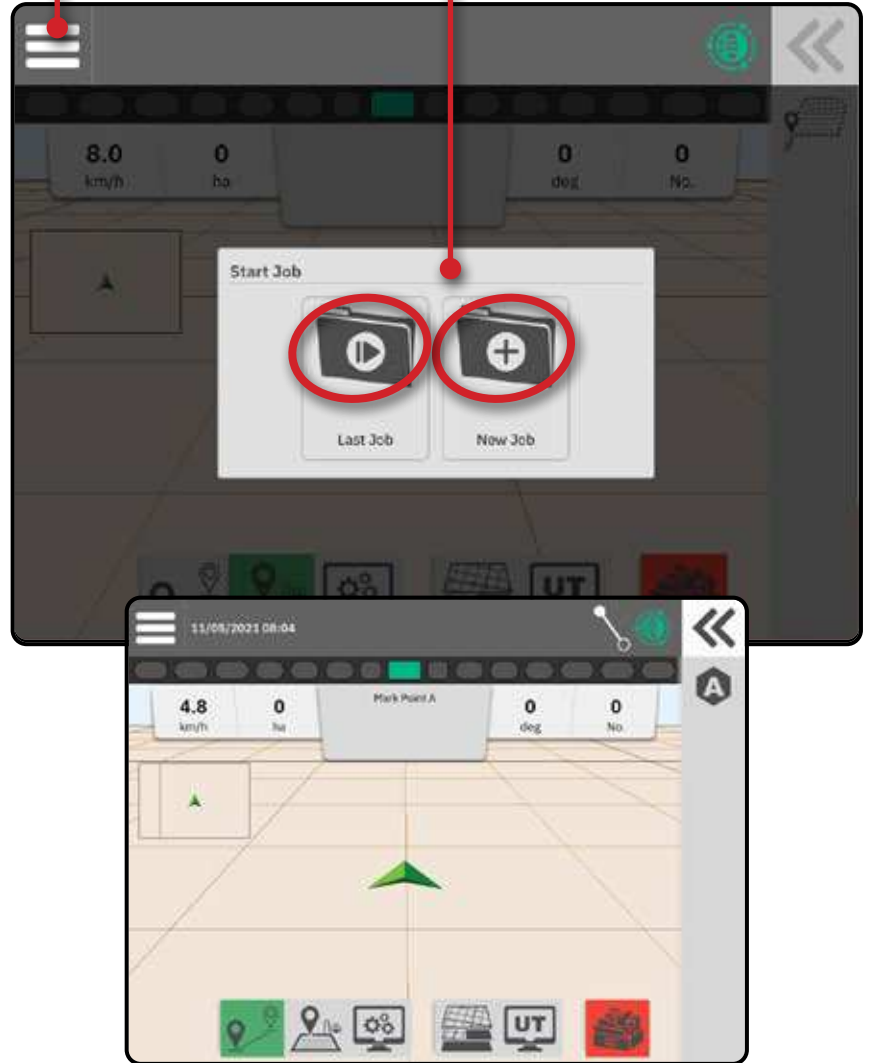 8.0 0 0 0
km/h ha deg No.
Start Job
Last Job New Job
UT
11/05/2021 08:04
Mark Point A
A
4.8 0 0 0
km/h ha deg No.
UT